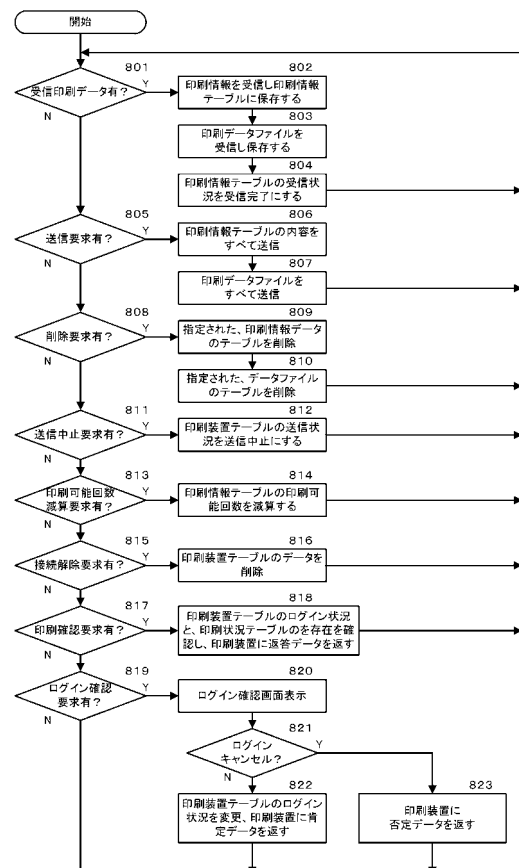 開始
801
受信印刷データ有?
Y
N
802
印刷情報を受信し印刷情報
テーブルに保存する
803
印刷データファイルを
受信し保存する
804
印刷情報テーブルの受信状
況を受信完了にする
805
送信要求有?
Y
N
806
印刷情報テーブルの内容を
すべて送信
807
印刷データファイルを
すべて送信
808
削除要求有?
Y
N
809
指定された、印刷情報データ
のテーブルを削除
810
指定された、データファイル
のテーブルを削除
811
送信中止要求有?
Y
N
812
印刷装置テーブルの送信状
況を送信中止にする
813
印刷可能回数
減算要求有?
Y
N
814
印刷情報テーブルの印刷可
能回数を減算する
815
接続解除要求有?
Y
N
816
印刷装置テーブルのデータを
削除
817
印刷確認要求有?
Y
N
818
印刷装置テーブルのログイン状況
と、印刷状況テーブルのを存在を確
認し、印刷装置に返答データを返す
819
ログイン確認
要求有?
Y
N
820
ログイン確認画面表示
821
ログイン
キャンセル?
Y
N
822
印刷装置テーブルのログイン
状況を変更、印刷装置に肯
定データを返す
823
印刷装置に
否定データを返す